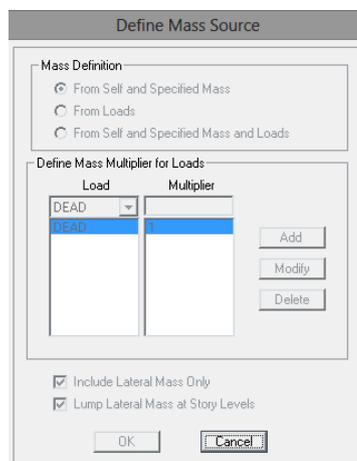 Define Mass Source
Mass Definition
From Self and Specified Mass
From Loads
From Self and Specified Mass and Loads
Define Mass Multiplier for Loads
Load Multiplier
DEAD
DEAD 1
Add
Modify
Delete
Include Lateral Mass Only
Lump Lateral Mass at Story Levels
OK Cancel